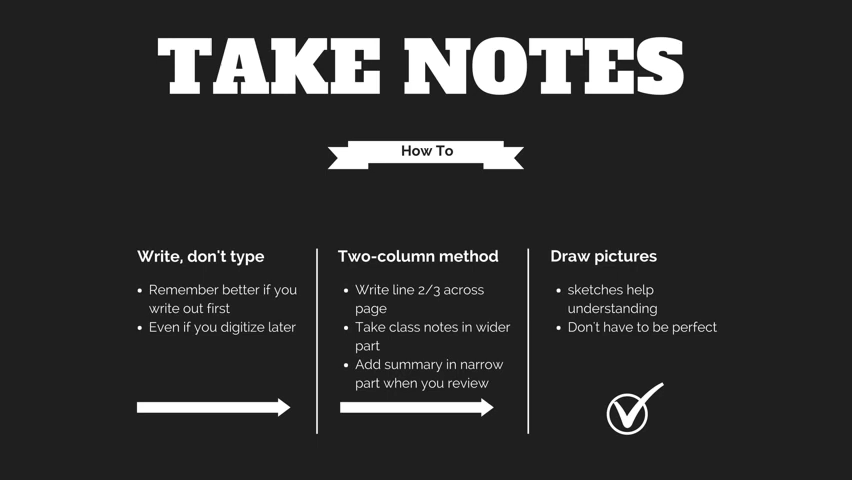 TAKE NOTES
How To
Write, don't type
Remember better if you
write out first
Even if you digitize later
Two-column method
Write line 2/3 across
page
Take class notes in wider
part
Add summary in narrow
part when you review
Draw pictures
sketches help
understanding
Don't have to be perfect